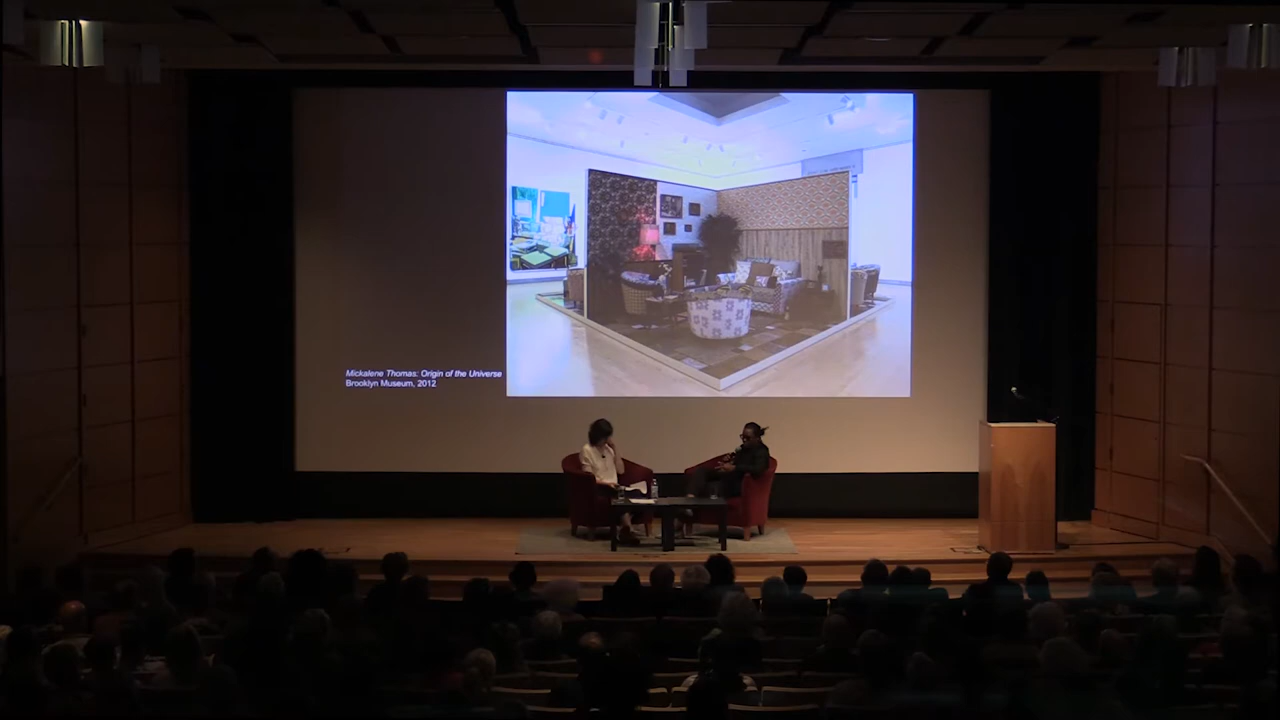 Mickalene Thomas: Origin of the Universe
Brooklyn Museum, 2012